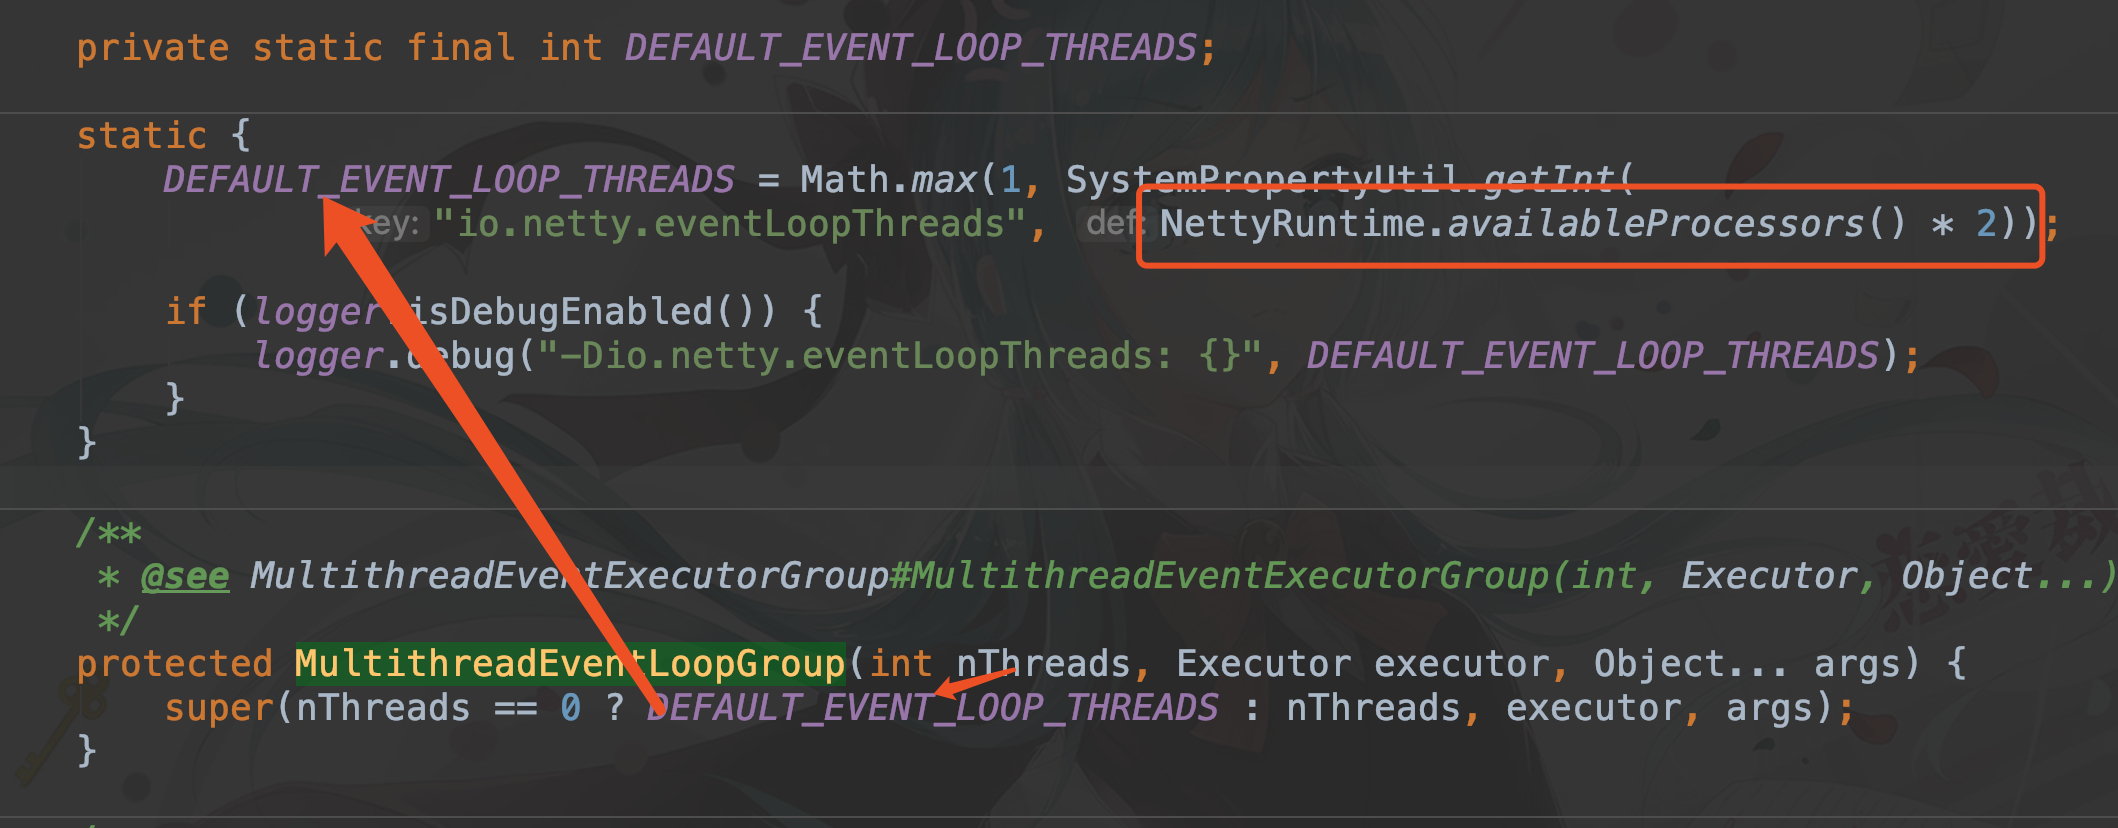 private static final int DEFAULT_EVENT_LOOP_THREADS;
static {
DEFAULT_EVENT_LOOP_THREADS = Math.max(1, SystemPropertyUtil.getInt(
key: "io.netty.eventLoopThreads", def: NettyRuntime.availableProcessors() * 2));
if (logger.isDebugEnabled()) {
logger.debug("-Dio.netty.eventLoopThreads: {}", DEFAULT_EVENT_LOOP_THREADS);
}
}
/**
* @see MultithreadEventExecutorGroup#MultithreadEventExecutorGroup(int, Executor, Object...)
*/
protected MultithreadEventLoopGroup(int nThreads, Executor executor, Object... args) {
super(nThreads == 0 ? DEFAULT_EVENT_LOOP_THREADS : nThreads, executor, args);
}